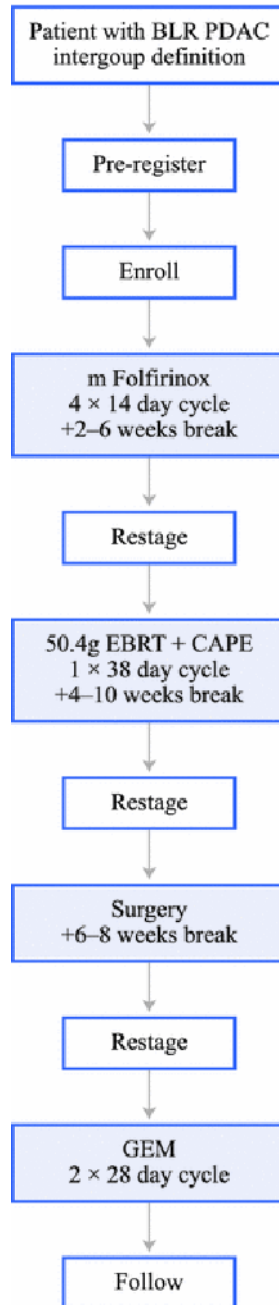 Patient with BLR PDAC
intergroup definition
Pre-register
Enroll
m Folfirinox
4 × 14 day cycle
+2–6 weeks break
Restage
50.4g EBRT + CAPE
1 × 38 day cycle
+4–10 weeks break
Restage
Surgery
+6–8 weeks break
Restage
GEM
2 × 28 day cycle
Follow